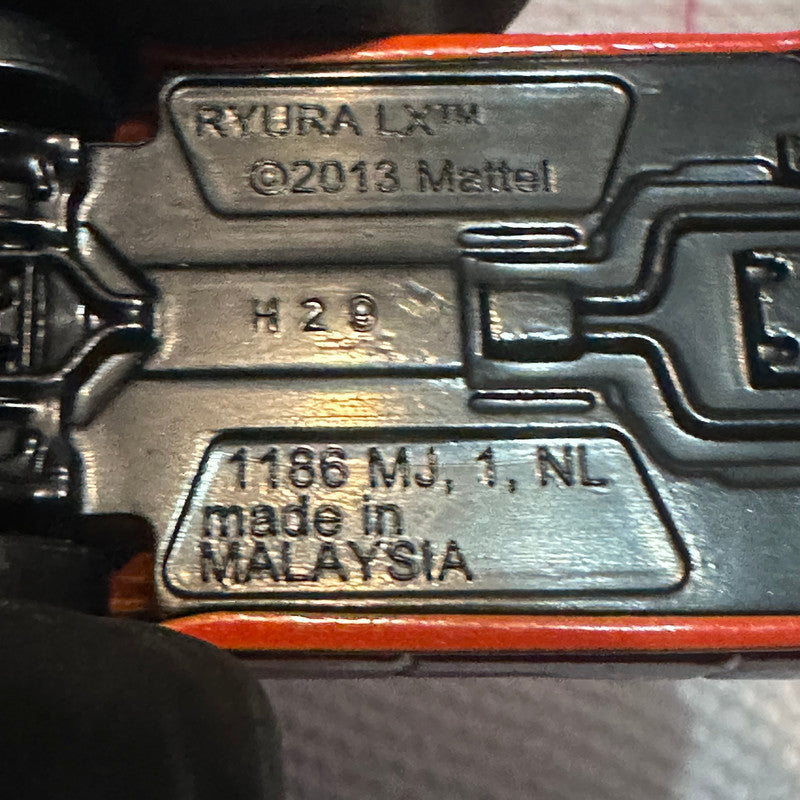 RYURA LX™
©2013 Mattel
H29
1186 MJ, 1, NL
made in
MALAYSIA